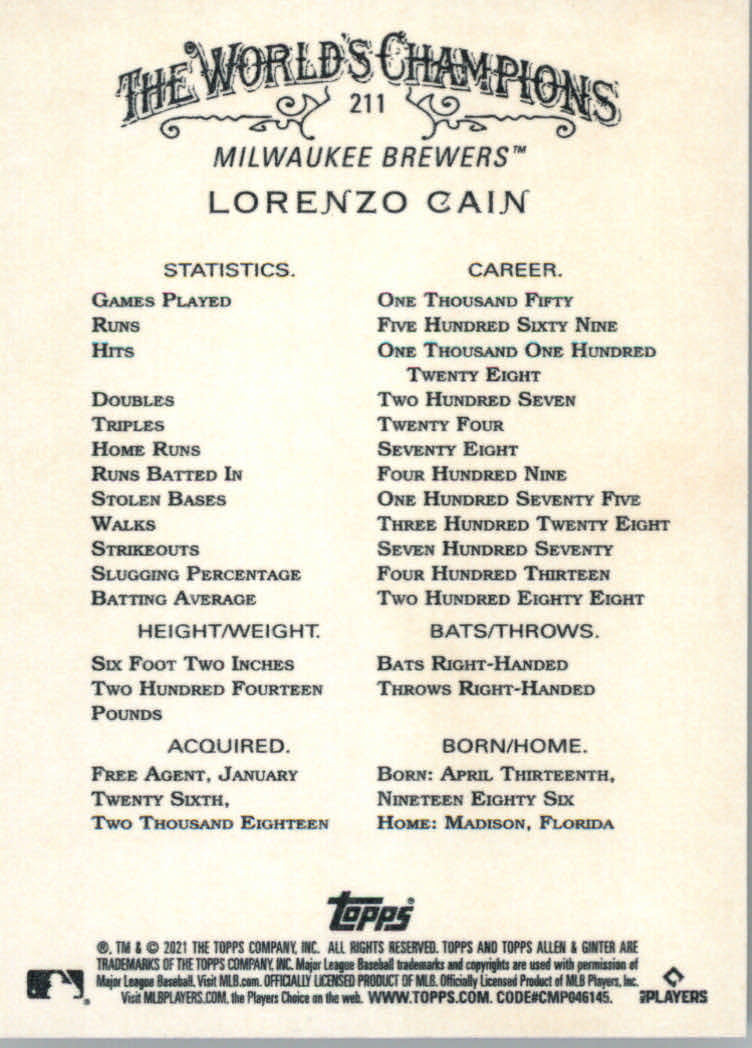 THE WORLD'S CHAMPIONS
211
MILWAUKEE BREWERS™
LORENZO CAIN
STATISTICS. CAREER.
GAMES PLAYED ONE THOUSAND FIFTY
RUNS FIVE HUNDRED SIXTY NINE
HITS ONE THOUSAND ONE HUNDRED
TWENTY EIGHT
DOUBLES TWO HUNDRED SEVEN
TRIPLES TWENTY FOUR
HOME RUNS SEVENTY EIGHT
RUNS BATTED IN FOUR HUNDRED NINE
STOLEN BASES ONE HUNDRED SEVENTY FIVE
WALKS THREE HUNDRED TWENTY EIGHT
STRIKEOUTS SEVEN HUNDRED SEVENTY
SLUGGING PERCENTAGE FOUR HUNDRED THIRTEEN
BATTING AVERAGE TWO HUNDRED EIGHTY EIGHT
HEIGHT/WEIGHT. BATS/THROWS.
SIX FOOT TWO INCHES BATS RIGHT-HANDED
TWO HUNDRED FOURTEEN THROWS RIGHT-HANDED
POUNDS
ACQUIRED. BORN/HOME.
FREE AGENT, JANUARY BORN: APRIL THIRTEENTH,
TWENTY SIXTH, NINETEEN EIGHTY SIX
TWO THOUSAND EIGHTEEN HOME: MADISON, FLORIDA
topps®
®, TM & © 2021 THE TOPPS COMPANY, INC. ALL RIGHTS RESERVED. TOPPS AND TOPPS ALLEN & GINTER ARE
TRADEMARKS OF THE TOPPS COMPANY, INC. Major League Baseball trademarks and copyrights are used with permission of
Major League Baseball. Visit MLB.com. OFFICIALLY LICENSED PRODUCT OF MLB. Officially Licensed Product of MLB Players, Inc.
Visit MLBPLAYERS.COM, the Players Choice on the web. WWW.TOPPS.COM. CODE#CMP046145.
PLAYERS